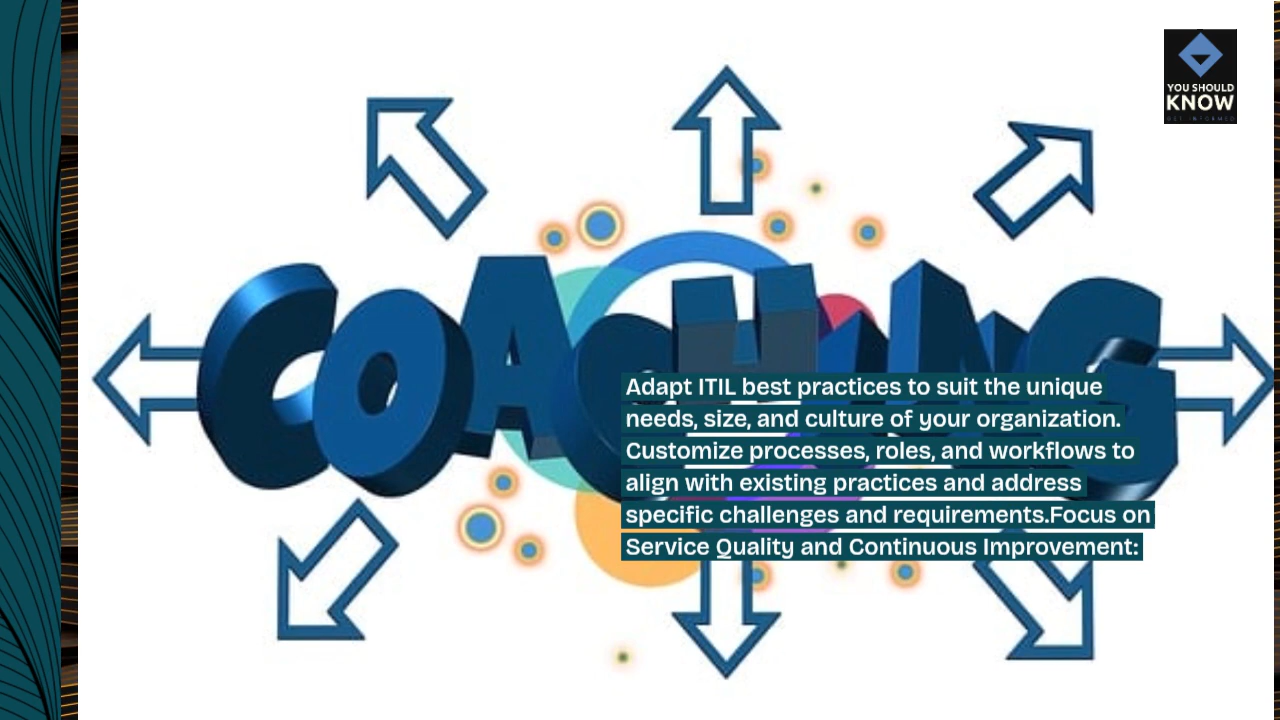 YOU SHOULD
KNOW
GET INFORMED
COACHING
Adapt ITIL best practices to suit the unique
needs, size, and culture of your organization.
Customize processes, roles, and workflows to
align with existing practices and address
specific challenges and requirements.Focus on
Service Quality and Continuous Improvement: